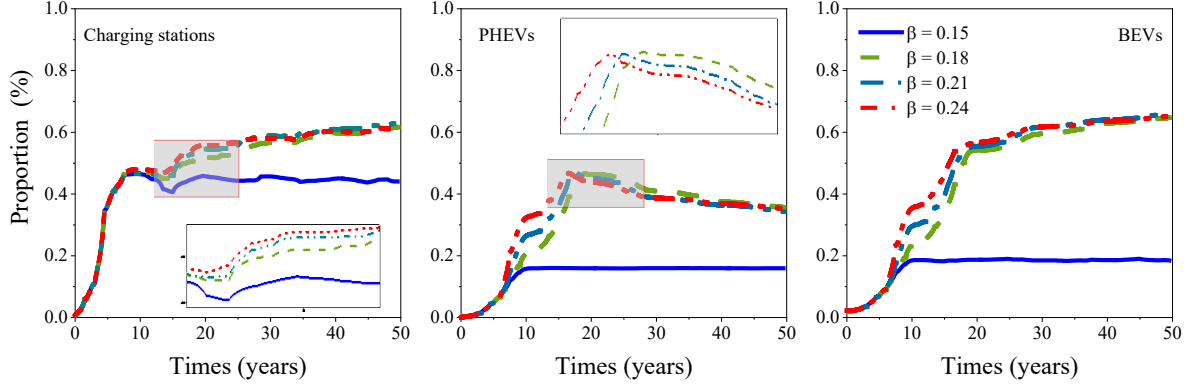 Proportion (%)
1.0
0.8
0.6
0.4
0.2
0.0
Charging stations
0 10 20 30 40 50
Times (years)
1.0
0.8
0.6
0.4
0.2
0.0
PHEVs
0 10 20 30 40 50
Times (years)
1.0
0.8
0.6
0.4
0.2
0.0
β = 0.15
β = 0.18
β = 0.21
β = 0.24
BEVs
0 10 20 30 40 50
Times (years)